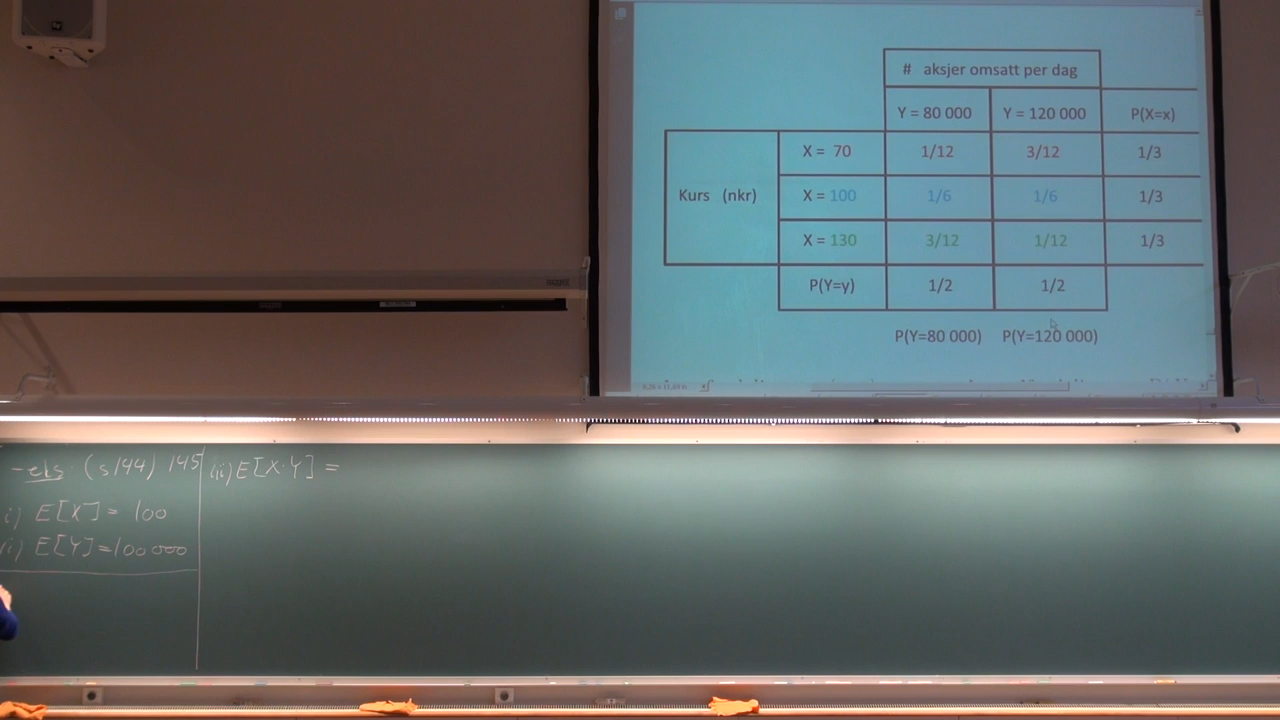 # aksjer omsatt per dag
Y = 80 000 Y = 120 000 P(X=x)
X = 70 1/12 3/12 1/3
Kurs (nkr) X = 100 1/6 1/6 1/3
X = 130 3/12 1/12 1/3
P(Y=y) 1/2 1/2
P(Y=80 000) P(Y=120 000)
- eks (s144) 145
i) E[X] = 100
ii) E[Y] = 100 000
iii) E[X·Y] =